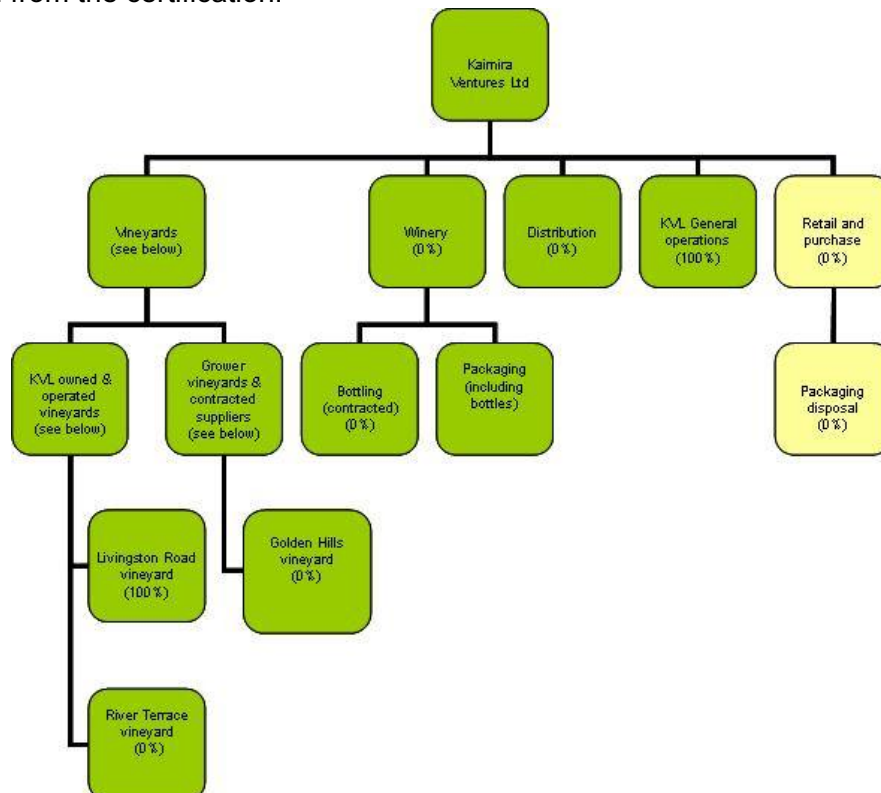 from the certification.
Kaimira
Ventures Ltd
Vineyards
(see below)
Winery
(0%)
Distribution
(0%)
KVL General
operations
(100%)
Retail and
purchase
(0%)
KVL owned &
operated
vineyards
(see below)
Grower
vineyards &
contracted
suppliers
(see below)
Bottling
(contracted)
(0%)
Packaging
(including
bottles)
Packaging
disposal
(0%)
Livingston Road
vineyard
(100%)
Golden Hills
vineyard
(0%)
River Terrace
vineyard
(0%)